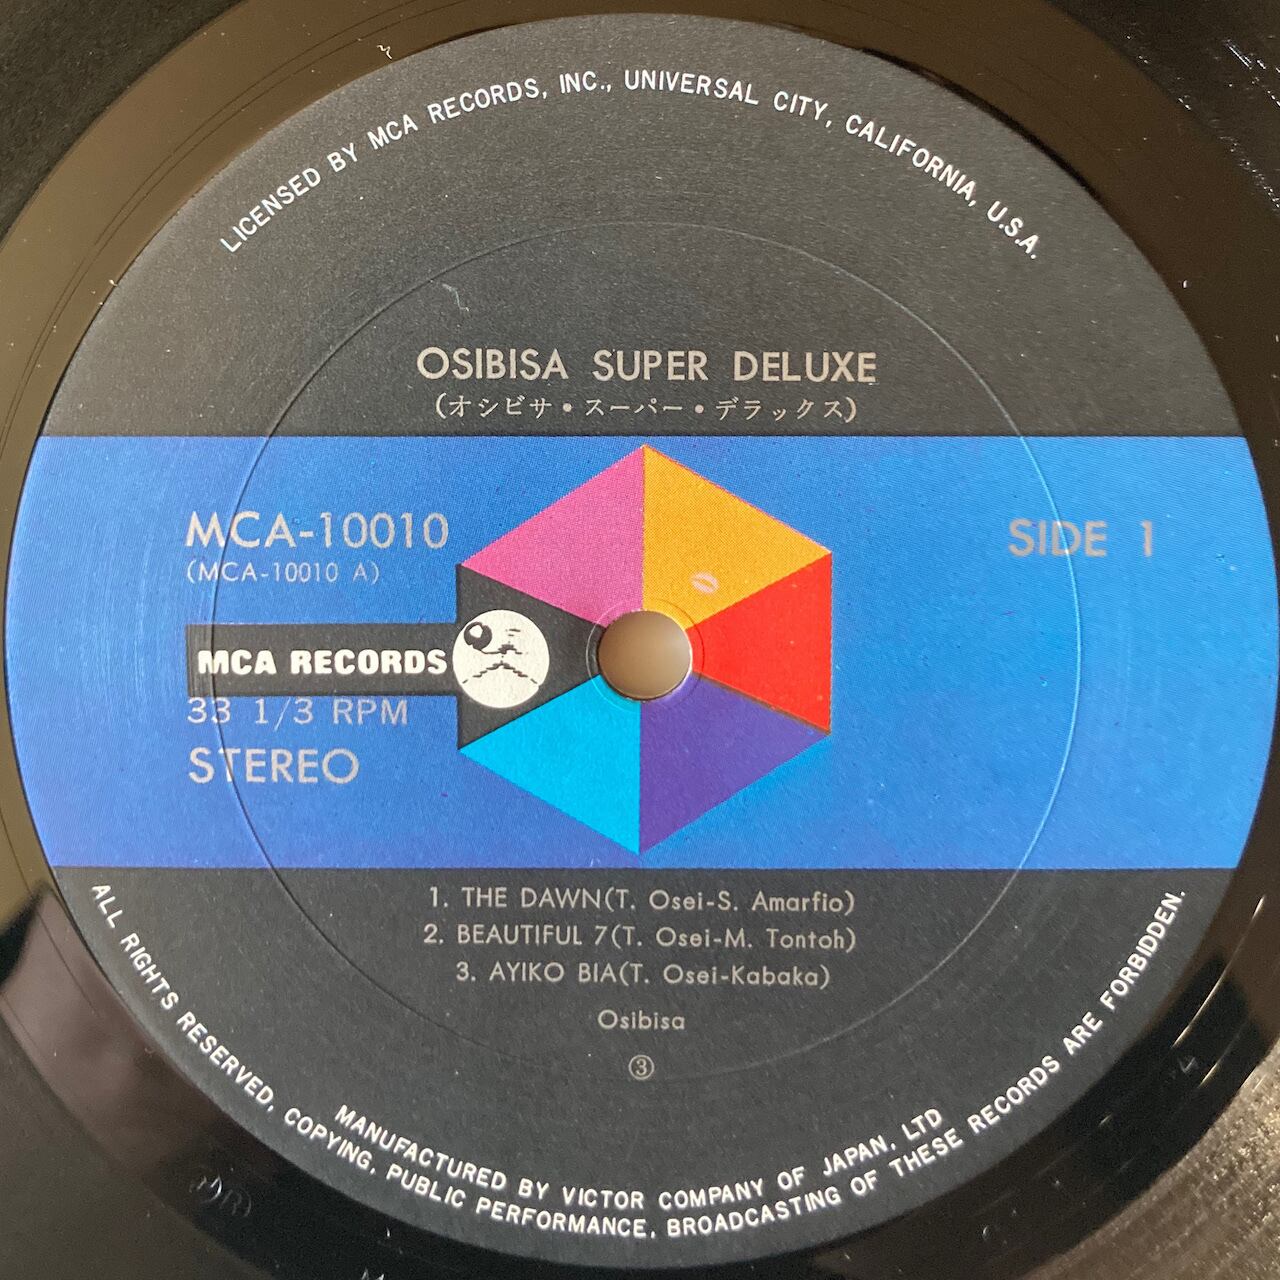 LICENSED BY MCA RECORDS, INC., UNIVERSAL CITY, CALIFORNIA, U.S.A.
OSIBISA SUPER DELUXE
(オシビサ・スーパー・デラックス)
MCA-10010
SIDE 1
(MCA-10010 A)
MCA RECORDS
33 1/3 RPM
STEREO
1. THE DAWN(T. Osei-S. Amarfio)
2. BEAUTIFUL 7(T. Osei-M. Tontoh)
3. AYIKO BIA(T. Osei-Kabaka)
Osibisa
③
MANUFACTURED BY VICTOR COMPANY OF JAPAN, LTD
ALL RIGHTS RESERVED, COPYING, PUBLIC PERFORMANCE, BROADCASTING OF THESE RECORDS ARE FORBIDDEN.